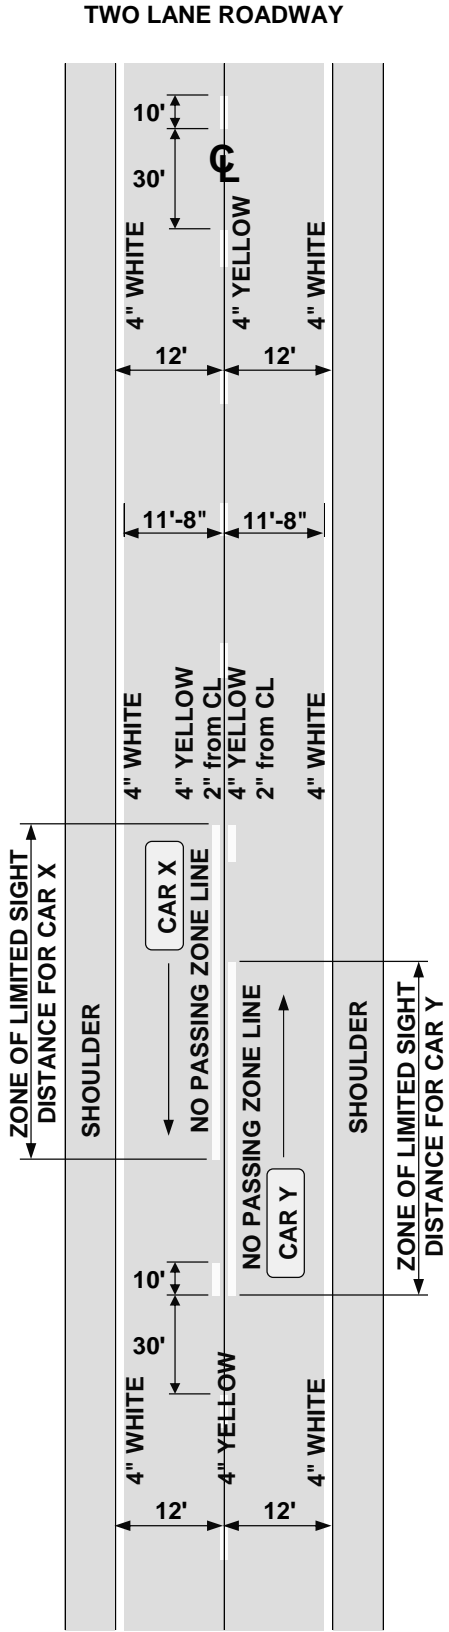 TWO LANE ROADWAY
10'
CL
30'
4" WHITE
4" YELLOW
4" WHITE
12'
12'
11'-8"
11'-8"
4" WHITE
4" YELLOW
2" from CL
4" YELLOW
2" from CL
4" WHITE
ZONE OF LIMITED SIGHT
DISTANCE FOR CAR X
SHOULDER
CAR X
NO PASSING ZONE LINE
NO PASSING ZONE LINE
CAR Y
SHOULDER
ZONE OF LIMITED SIGHT
DISTANCE FOR CAR Y
10'
30'
4" WHITE
4" YELLOW
4" WHITE
12'
12'